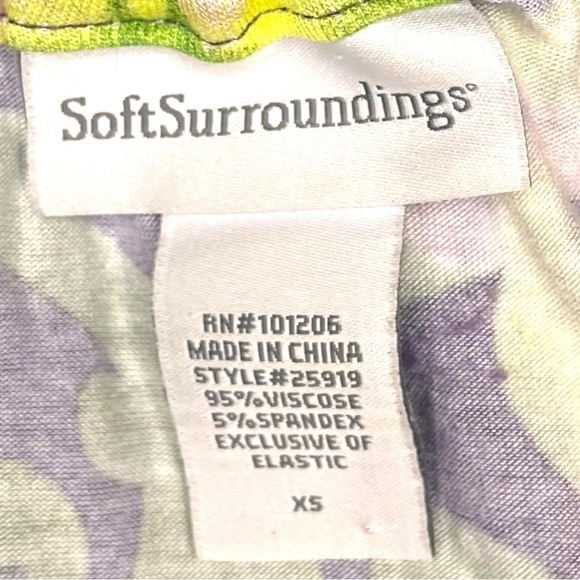 SoftSurroundings®
RN#101206
MADE IN CHINA
STYLE#25919
95%VISCOSE
5%SPANDEX
EXCLUSIVE OF
ELASTIC
XS